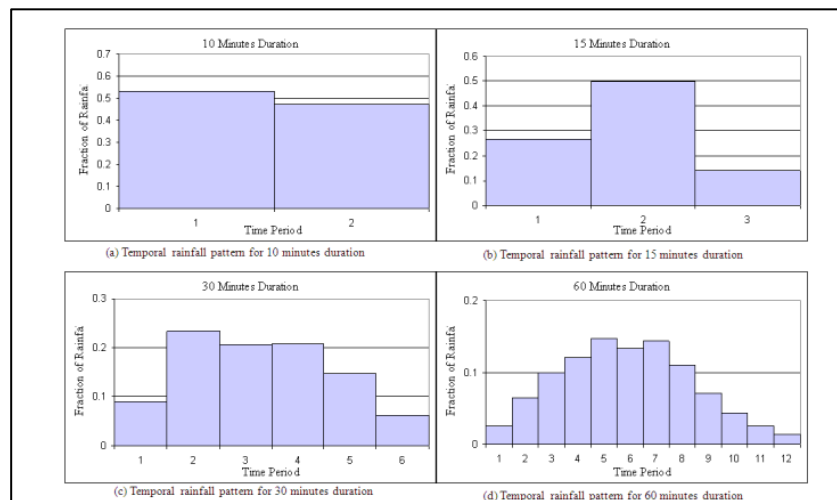 10 Minutes Duration
Fraction of Rainfa
0.7
0.6
0.5
0.4
0.3
0.2
0.1
0
1 2
Time Period
(a) Temporal rainfall pattern for 10 minutes duration
15 Minutes Duration
Fraction of Rainfa
0.6
0.5
0.4
0.3
0.2
0.1
0
1 2 3
Time Period
(b) Temporal rainfall pattern for 15 minutes duration
30 Minutes Duration
Fraction of Rainfa
0.3
0.2
0.1
0
1 2 3 4 5 6
Time Period
(c) Temporal rainfall pattern for 30 minutes duration
60 Minutes Duration
Fraction of Rainfa
0.2
0.1
0
1 2 3 4 5 6 7 8 9 10 11 12
Time Period
(d) Temporal rainfall pattern for 60 minutes duration